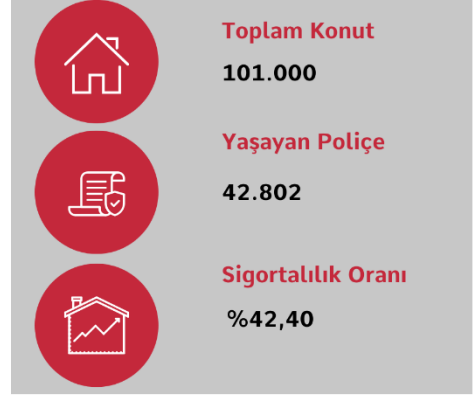 Toplam Konut
101.000
Yaşayan Poliçe
42.802
Sigortalılık Oranı
%42,40